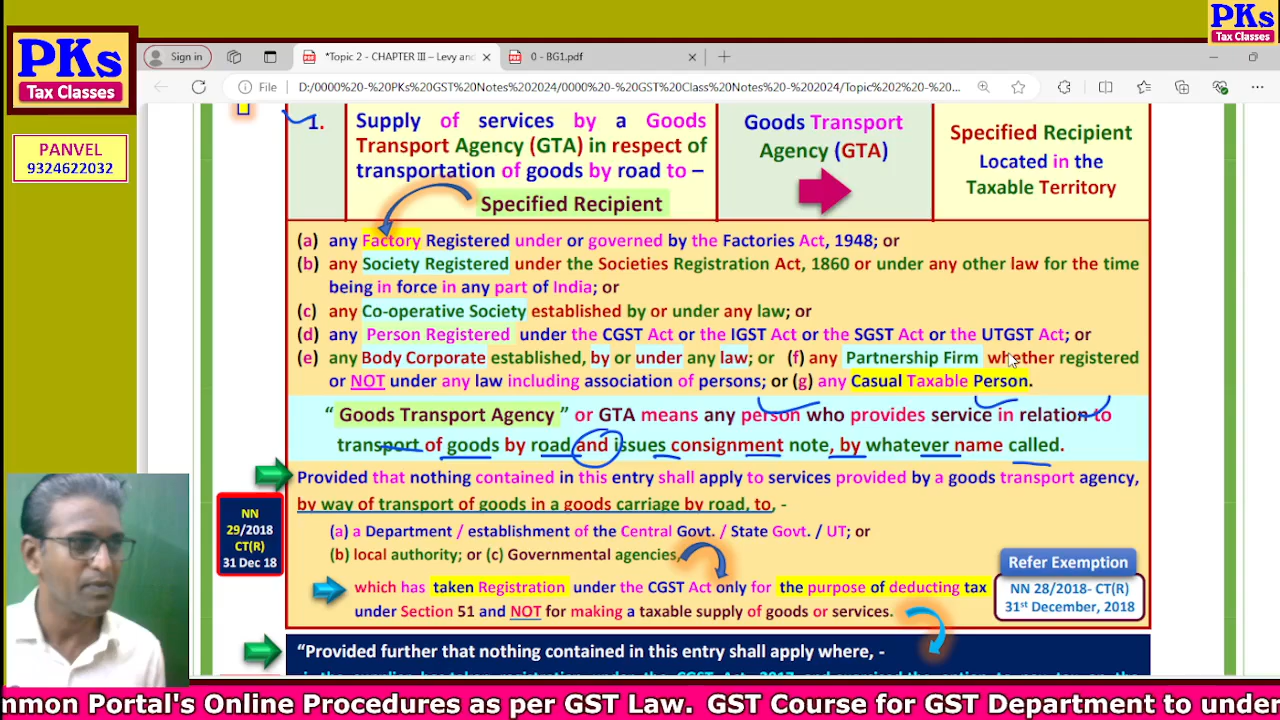 PKs
Tax Classes
PKs
Tax Classes
PANVEL
9324622032
Sign in
*Topic 2 - CHAPTER III – Levy and
0 - BG1.pdf
File
D:/0000%20-%20PKs%20GST%20Notes%202024/0000%20-%20GST%20Class%20Notes%20-%202024/Topic%202%20-%20...
1.
Supply of services by a Goods
Transport Agency (GTA) in respect of
transportation of goods by road to –
Specified Recipient
Goods Transport
Agency (GTA)
Specified Recipient
Located in the
Taxable Territory
(a) any Factory Registered under or governed by the Factories Act, 1948; or
(b) any Society Registered under the Societies Registration Act, 1860 or under any other law for the time
being in force in any part of India; or
(c) any Co-operative Society established by or under any law; or
(d) any Person Registered under the CGST Act or the IGST Act or the SGST Act or the UTGST Act; or
(e) any Body Corporate established, by or under any law; or (f) any Partnership Firm whether registered
or NOT under any law including association of persons; or (g) any Casual Taxable Person.
“Goods Transport Agency” or GTA means any person who provides service in relation to
transport of goods by road and issues consignment note, by whatever name called.
Provided that nothing contained in this entry shall apply to services provided by a goods transport agency,
by way of transport of goods in a goods carriage by road, to, -
(a) a Department / establishment of the Central Govt. / State Govt. / UT; or
(b) local authority; or (c) Governmental agencies,
which has taken Registration under the CGST Act only for the purpose of deducting tax
under Section 51 and NOT for making a taxable supply of goods or services.
NN
29/2018
CT(R)
31 Dec 18
Refer Exemption
NN 28/2018- CT(R)
31st December, 2018
“Provided further that nothing contained in this entry shall apply where, -
mmon Portal's Online Procedures as per GST Law. GST Course for GST Department to under